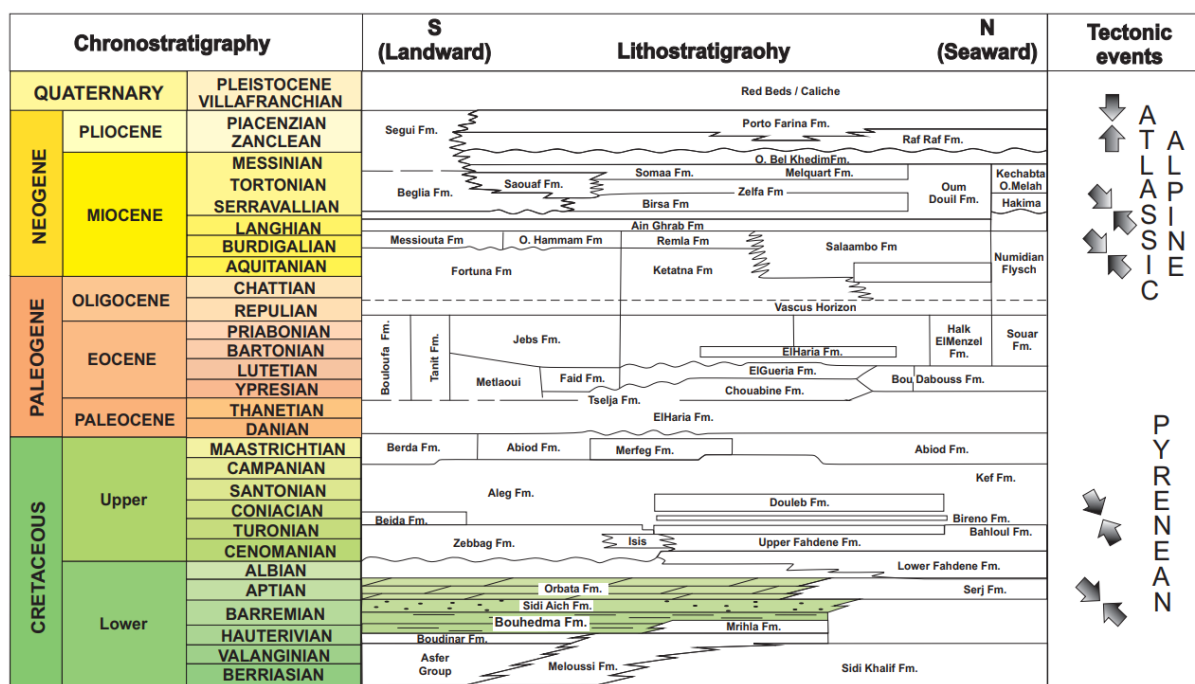 Chronostratigraphy
S
(Landward)
Lithostratigraohy
N
(Seaward)
Tectonic
events
QUATERNARY
PLEISTOCENE
VILLAFRANCHIAN
Red Beds / Caliche
NEOGENE
PLIOCENE
PIACENZIAN
ZANCLEAN
Segui Fm.
Porto Farina Fm.
Raf Raf Fm.
MIOCENE
MESSINIAN
TORTONIAN
SERRAVALLIAN
LANGHIAN
BURDIGALIAN
AQUITANIAN
O. Bel KhedimFm.
Somaa Fm.
Melquart Fm.
Beglia Fm.
Saouaf Fm.
Zelfa Fm
Birsa Fm.
Oum
Douil Fm.
Kechabta
O.Melah
Hakima
Ain Ghrab Fm
Messiouta Fm
O. Hammam Fm
Remla Fm
Salaambo Fm.
Fortuna Fm
Ketatna Fm
Numidian
Flysch
PALEOGENE
OLIGOCENE
CHATTIAN
REPULIAN
Vascus Horizon
EOCENE
PRIABONIAN
BARTONIAN
LUTETIAN
YPRESIAN
Bouloufa Fm.
Tanit Fm.
Jebs Fm.
ElHaria Fm.
Halk
ElMenzel
Fm.
Souar
Fm.
Metlaoui
Faid Fm.
ElGueria Fm.
Chouabine Fm.
Bou Dabouss Fm.
Tselja Fm.
PALEOCENE
THANETIAN
DANIAN
ElHaria Fm.
CRETACEOUS
Upper
MAASTRICHTIAN
CAMPANIAN
SANTONIAN
CONIACIAN
TURONIAN
CENOMANIAN
Berda Fm.
Abiod Fm.
Merfeg Fm.
Abiod Fm.
Kef Fm.
Aleg Fm.
Douleb Fm.
Beida Fm.
Bireno Fm.
Bahloul Fm.
Zebbag Fm.
Isis
Upper Fahdene Fm.
Lower
ALBIAN
APTIAN
BARREMIAN
HAUTERIVIAN
VALANGINIAN
BERRIASIAN
Lower Fahdene Fm.
Orbata Fm.
Serj Fm.
Sidi Aich Fm.
Bouhedma Fm.
Mrihla Fm.
Boudinar Fm.
Asfer
Group
Meloussi Fm.
Sidi Khalif Fm.
ATLASSIC
ALPINE
PYRENEAN